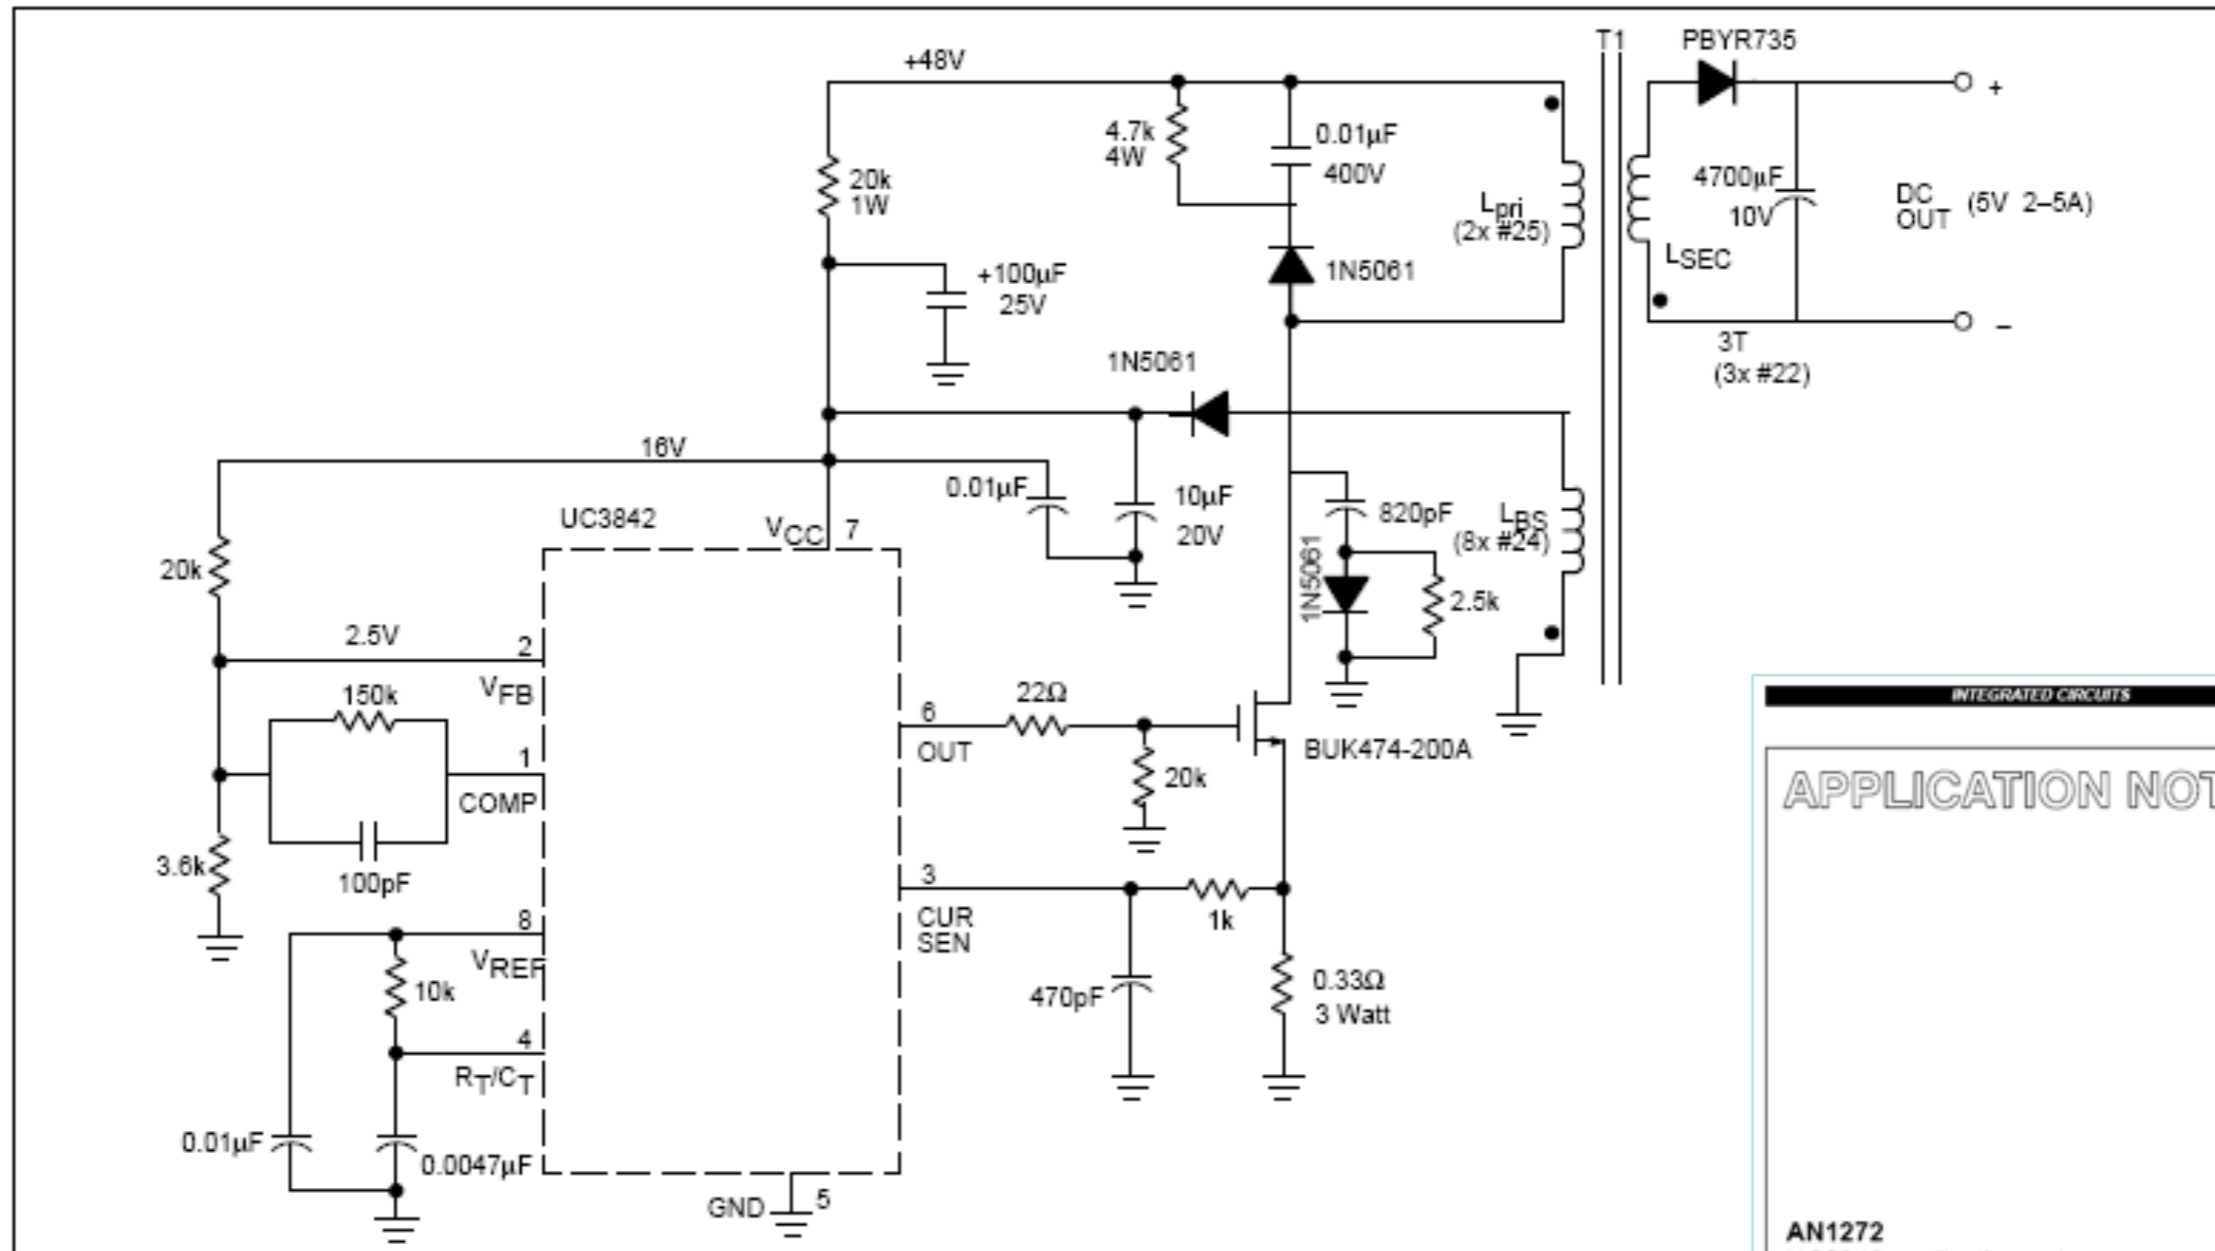 +48V
T1
PBYR735
+
4.7k
4W
0.01µF
400V
20k
1W
Lpri
(2x #25)
4700µF
10V
DC
OUT
(5V 2–5A)
LSEC
+100µF
25V
1N5061
–
3T
(3x #22)
1N5061
16V
0.01µF
10µF
20V
UC3842
VCC
7
820pF
LBS
(8x #24)
20k
1N5061
2.5k
2.5V
2
VFB
150k
22Ω
6
OUT
BUK474-200A
INTEGRATED CIRCUITS
1
COMP
20k
APPLICATION NOT
3.6k
100pF
3
CUR
SEN
1k
8
VREF
10k
470pF
0.33Ω
3 Watt
4
RT/CT
0.01µF
0.0047µF
GND
5
AN1272